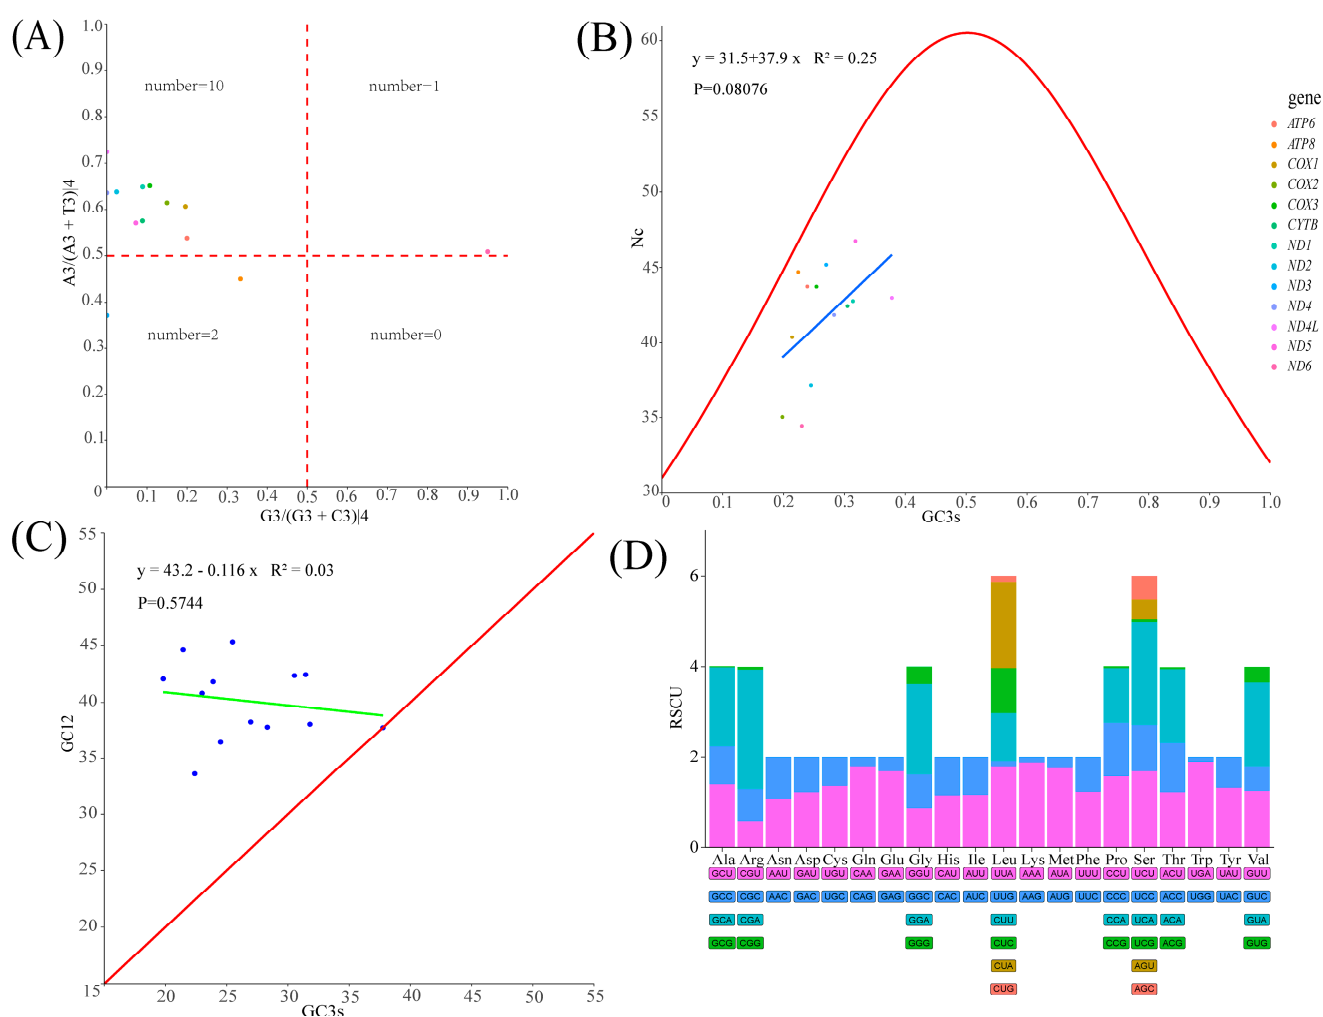 (A)
1.0
0.9
0.8
0.7
0.6
0.5
0.4
0.3
0.2
0.1
0
A3/(A3 + T3)|4
number=10
number=1
number=2
number=0
0.1 0.2 0.3 0.4 0.5 0.6 0.7 0.8 0.9 1.0
G3/(G3 + C3)|4
(B)
60
55
50
45
40
35
30
Nc
y = 31.5+37.9 x R² = 0.25
P=0.08076
0.0 0.1 0.2 0.3 0.4 0.5 0.6 0.7 0.8 0.9 1.0
GC3s
gene
ATP6
ATP8
COX1
COX2
COX3
CYTB
ND1
ND2
ND3
ND4
ND4L
ND5
ND6
(C)
55
50
45
40
35
30
25
20
15
GC12
y = 43.2 - 0.116 x R² = 0.03
P=0.5744
20 25 30 35 40 45 50 55
GC3s
(D)
6
4
2
0
RSCU
Ala Arg Asn Asp Cys Gln Glu Gly His Ile Leu Lys Met Phe Pro Ser Thr Trp Tyr Val
GCU CGU AAU GAU UGU CAA GAA GGU CAU AUU UUA AAA AUA UUU CCU UCU ACU UGA UAU GUU
GCC CGC AAC GAC UGC CAG GAG GGC CAC AUC UUG AAG AUG UUC CCC UCC ACC UGG UAC GUC
GCA CGA GGA CUU CCA UCA ACA GUA
GCG CGG GGG CUC CCG UCG ACG GUG
CUA AGU
CUG AGC